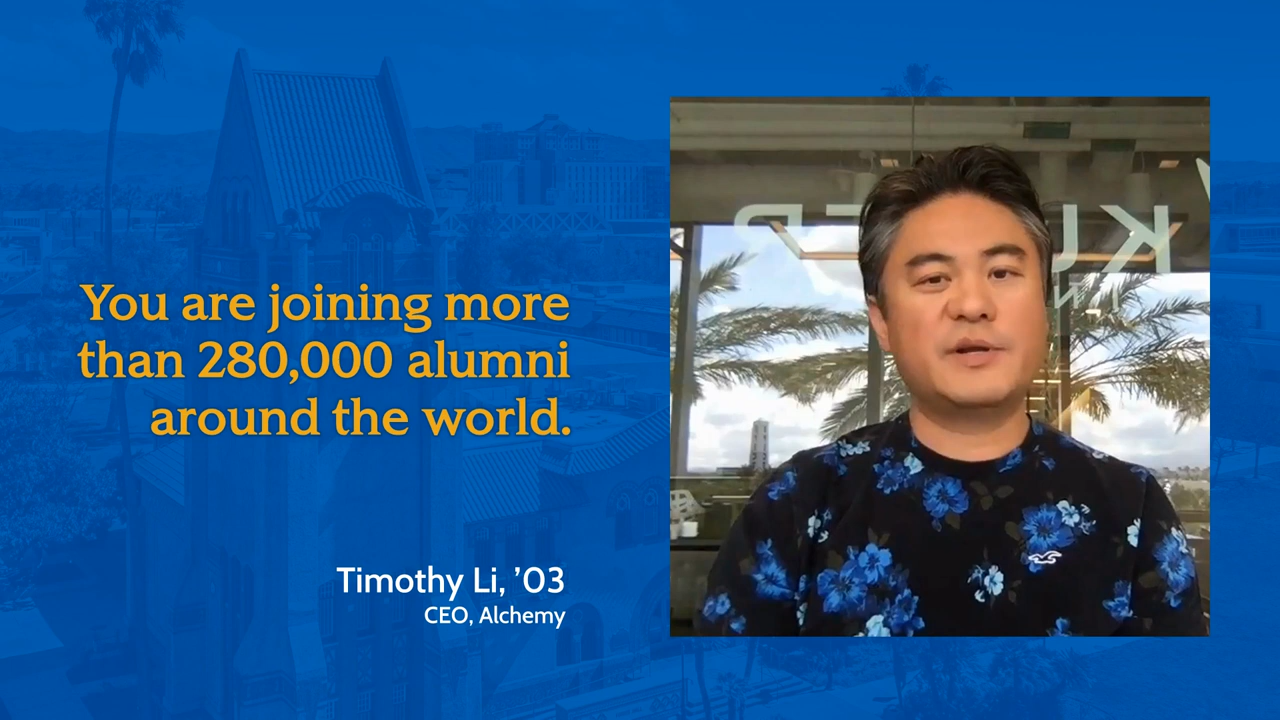 You are joining more
than 280,000 alumni
around the world.
Timothy Li, ’03
CEO, Alchemy